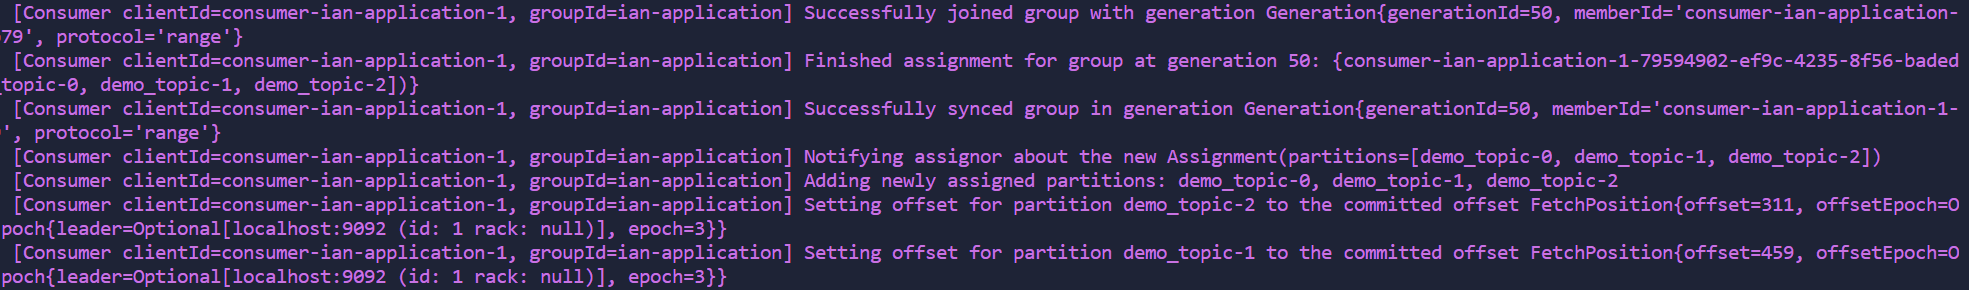 [Consumer clientId=consumer-ian-application-1, groupId=ian-application] Successfully joined group with generation Generation{generationId=50, memberId='consumer-ian-application-
79', protocol='range'}
[Consumer clientId=consumer-ian-application-1, groupId=ian-application] Finished assignment for group at generation 50: {consumer-ian-application-1-79594902-ef9c-4235-8f56-baded
_topic-0, demo_topic-1, demo_topic-2])}
[Consumer clientId=consumer-ian-application-1, groupId=ian-application] Successfully synced group in generation Generation{generationId=50, memberId='consumer-ian-application-1-
', protocol='range'}
[Consumer clientId=consumer-ian-application-1, groupId=ian-application] Notifying assignor about the new Assignment(partitions=[demo_topic-0, demo_topic-1, demo_topic-2])
[Consumer clientId=consumer-ian-application-1, groupId=ian-application] Adding newly assigned partitions: demo_topic-0, demo_topic-1, demo_topic-2
[Consumer clientId=consumer-ian-application-1, groupId=ian-application] Setting offset for partition demo_topic-2 to the committed offset FetchPosition{offset=311, offsetEpoch=O
poch{leader=Optional[localhost:9092 (id: 1 rack: null)], epoch=3}}
[Consumer clientId=consumer-ian-application-1, groupId=ian-application] Setting offset for partition demo_topic-1 to the committed offset FetchPosition{offset=459, offsetEpoch=O
poch{leader=Optional[localhost:9092 (id: 1 rack: null)], epoch=3}}